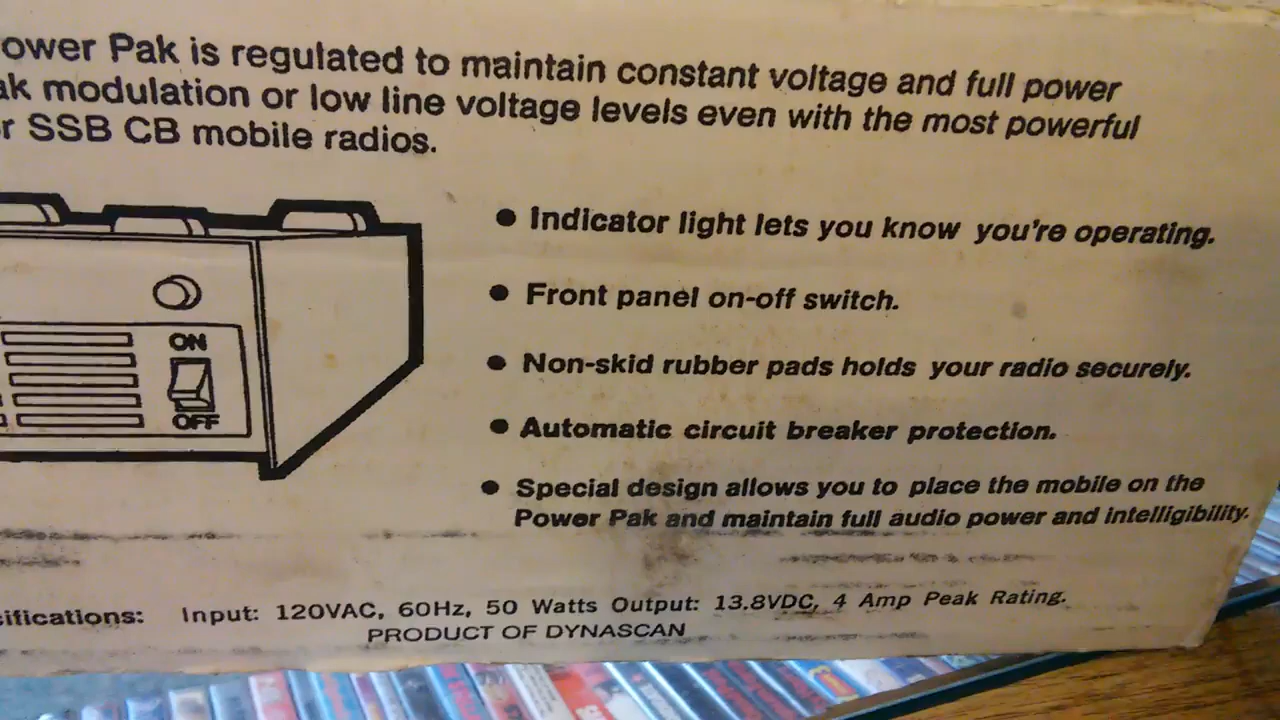 ower Pak is regulated to maintain constant voltage and full power
ak modulation or low line voltage levels even with the most powerful
r SSB CB mobile radios.
• Indicator light lets you know you're operating.
• Front panel on-off switch.
ON
OFF
• Non-skid rubber pads holds your radio securely.
• Automatic circuit breaker protection.
• Special design allows you to place the mobile on the
Power Pak and maintain full audio power and intelligibility.
ifications: Input: 120VAC, 60Hz, 50 Watts Output: 13.8VDC, 4 Amp Peak Rating.
PRODUCT OF DYNASCAN